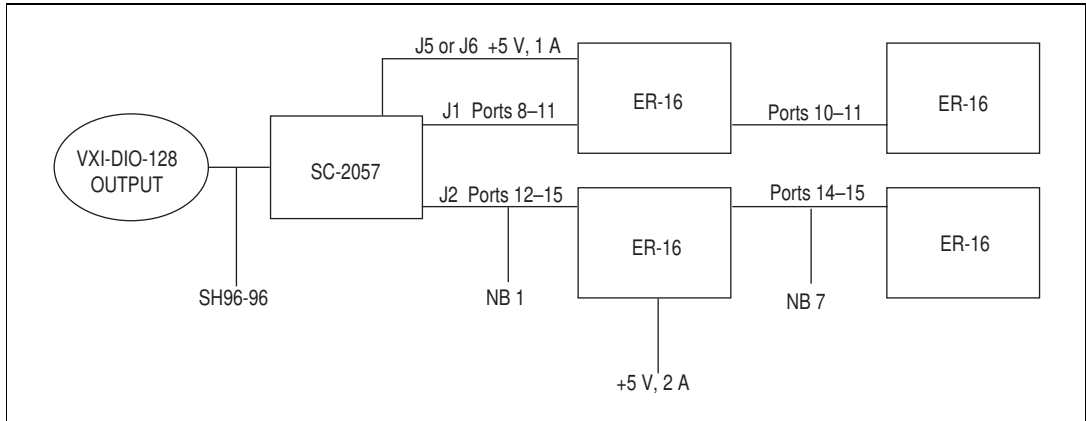 J5 or J6 +5 V, 1 A
J1 Ports 8–11
ER-16
Ports 10–11
ER-16
VXI-DIO-128
OUTPUT
SC-2057
J2 Ports 12–15
ER-16
Ports 14–15
ER-16
SH96-96
NB 1
NB 7
+5 V, 2 A